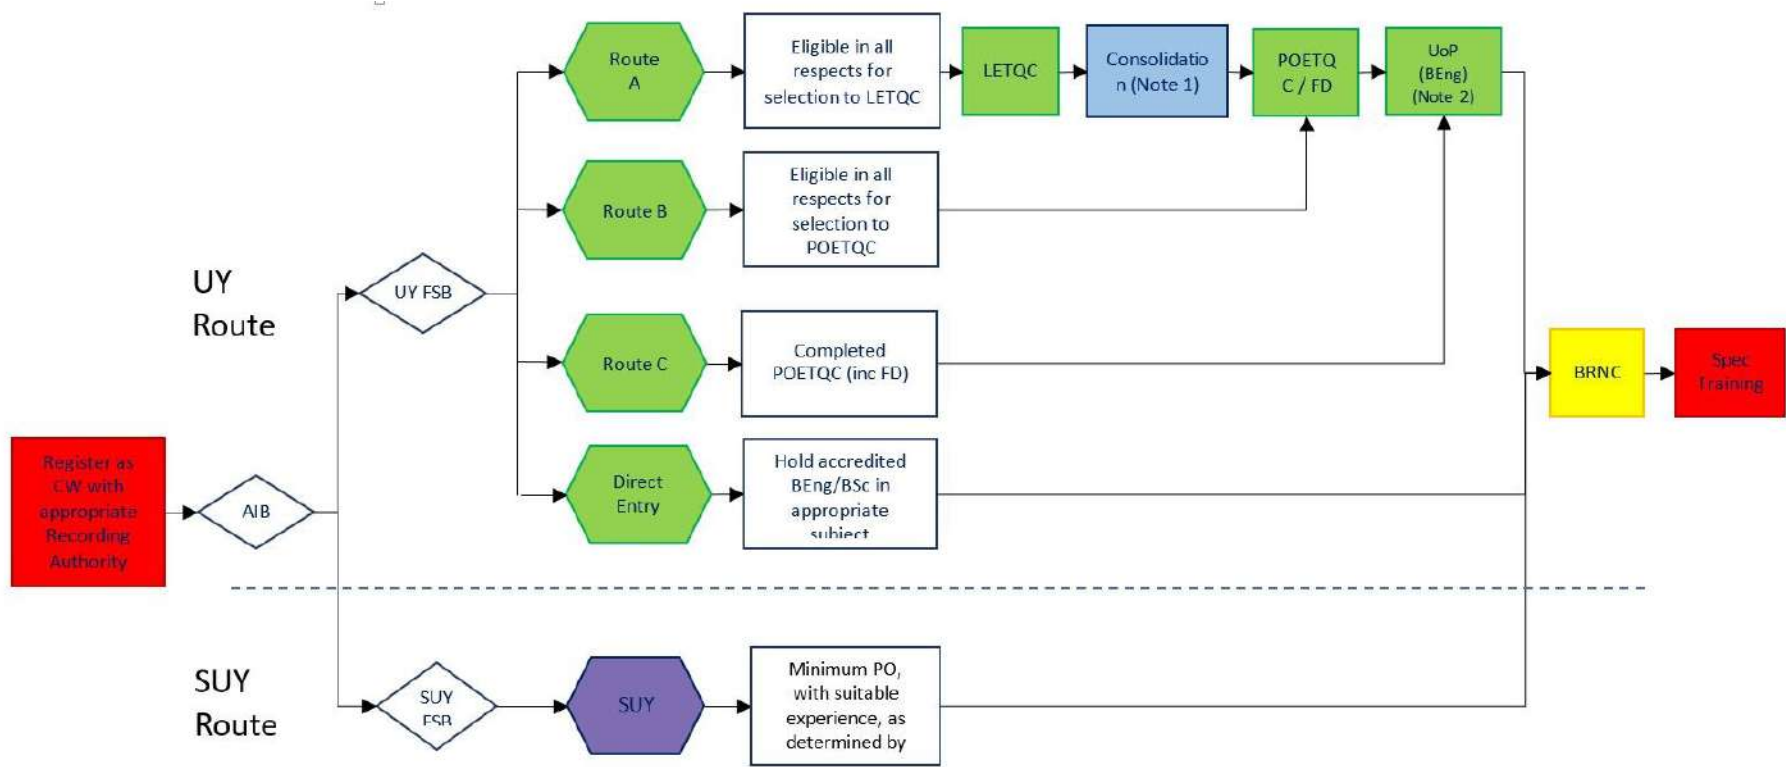 Route
A
Eligible in all
respects for
selection to LETQC
LETQC
Consolidatio
n (Note 1)
POETQ
C / FD
UoP
(BEng)
(Note 2)
Route B
Eligible in all
respects for
selection to
POETQC
UY
Route
UY FSB
Route C
Completed
POETQC (inc FD)
BRNC
Spec
Training
Register as
CW with
appropriate
Recording
Authority
AIB
Direct
Entry
Hold accredited
BEng/BSc in
appropriate
subject
SUY
Route
SUY
FSB
SUY
Minimum PO,
with suitable
experience, as
determined by